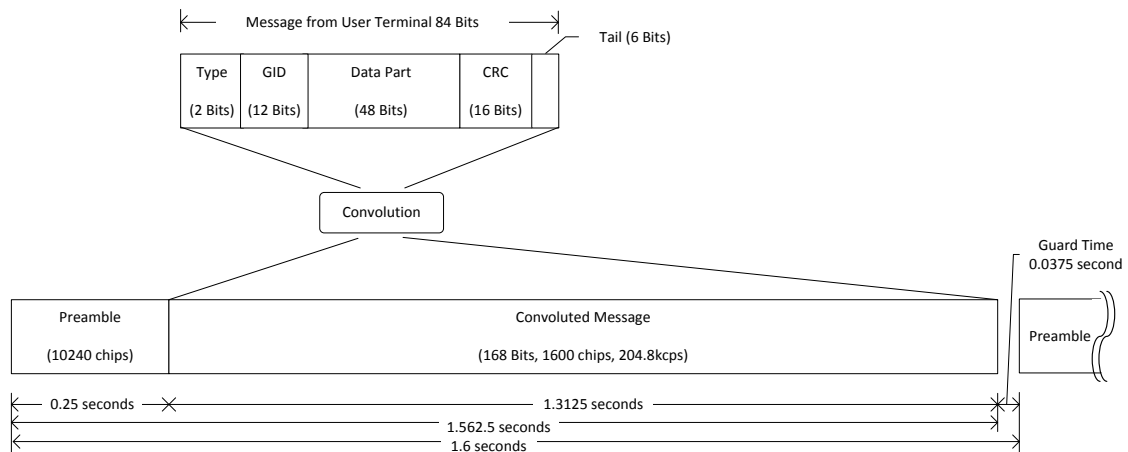 Message from User Terminal 84 Bits
Tail (6 Bits)
Type
(2 Bits)
GID
(12 Bits)
Data Part
(48 Bits)
CRC
(16 Bits)
Convolution
Guard Time
0.0375 second
Preamble
(10240 chips)
Convoluted Message
(168 Bits, 1600 chips, 204.8kcps)
Preamble
0.25 seconds
1.3125 seconds
1.562.5 seconds
1.6 seconds